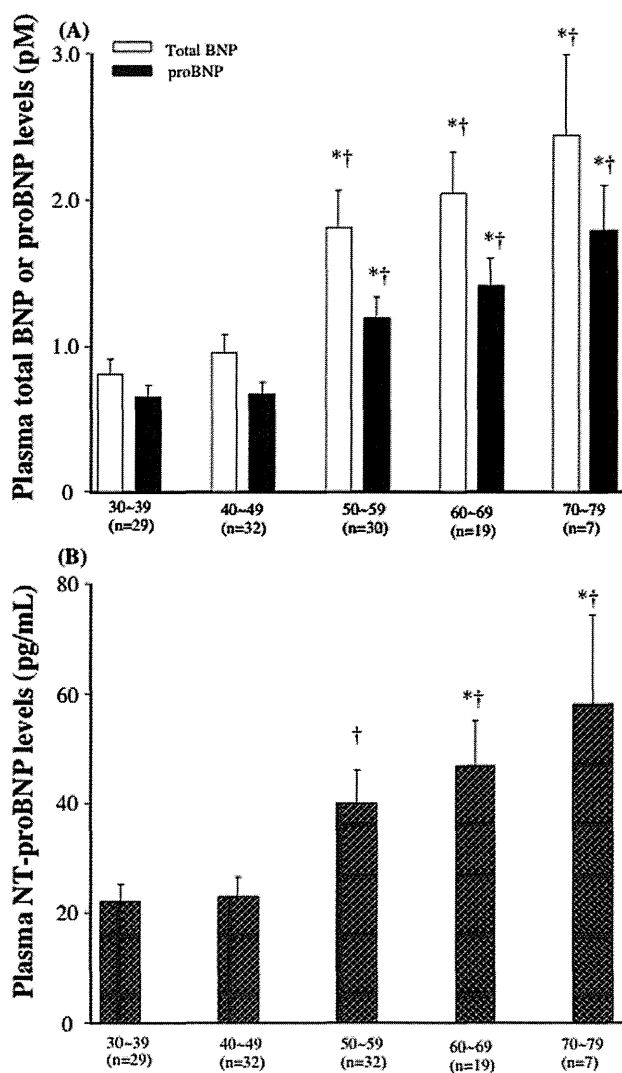 (A)
Plasma total BNP or proBNP levels (pM)
Total BNP
proBNP
3.0
2.0
1.0
0
*†
*†
*†
*†
*†
*†
30~39
(n=29)
40~49
(n=32)
50~59
(n=30)
60~69
(n=19)
70~79
(n=7)
(B)
Plasma NT-proBNP levels (pg/mL)
80
60
40
20
0
†
*†
*†
30~39
(n=29)
40~49
(n=32)
50~59
(n=32)
60~69
(n=19)
70~79
(n=7)